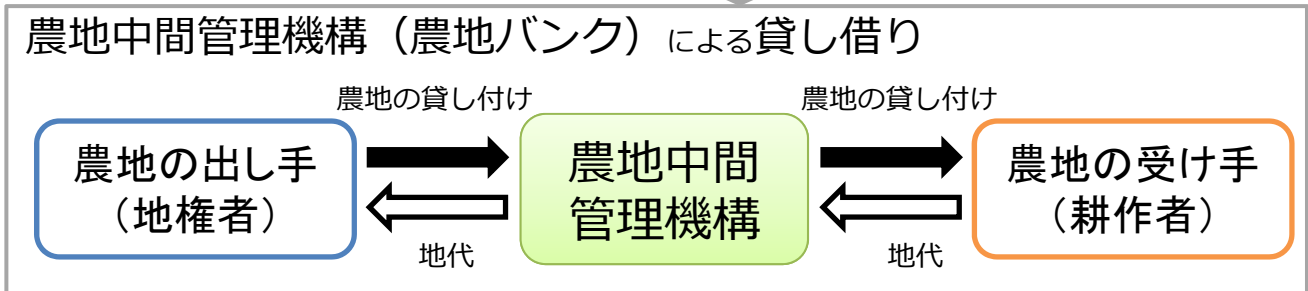 農地中間管理機構（農地バンク）による貸し借り
農地の貸し付け
農地の貸し付け
農地の出し手
（地権者）
農地中間
管理機構
農地の受け手
（耕作者）
地代
地代